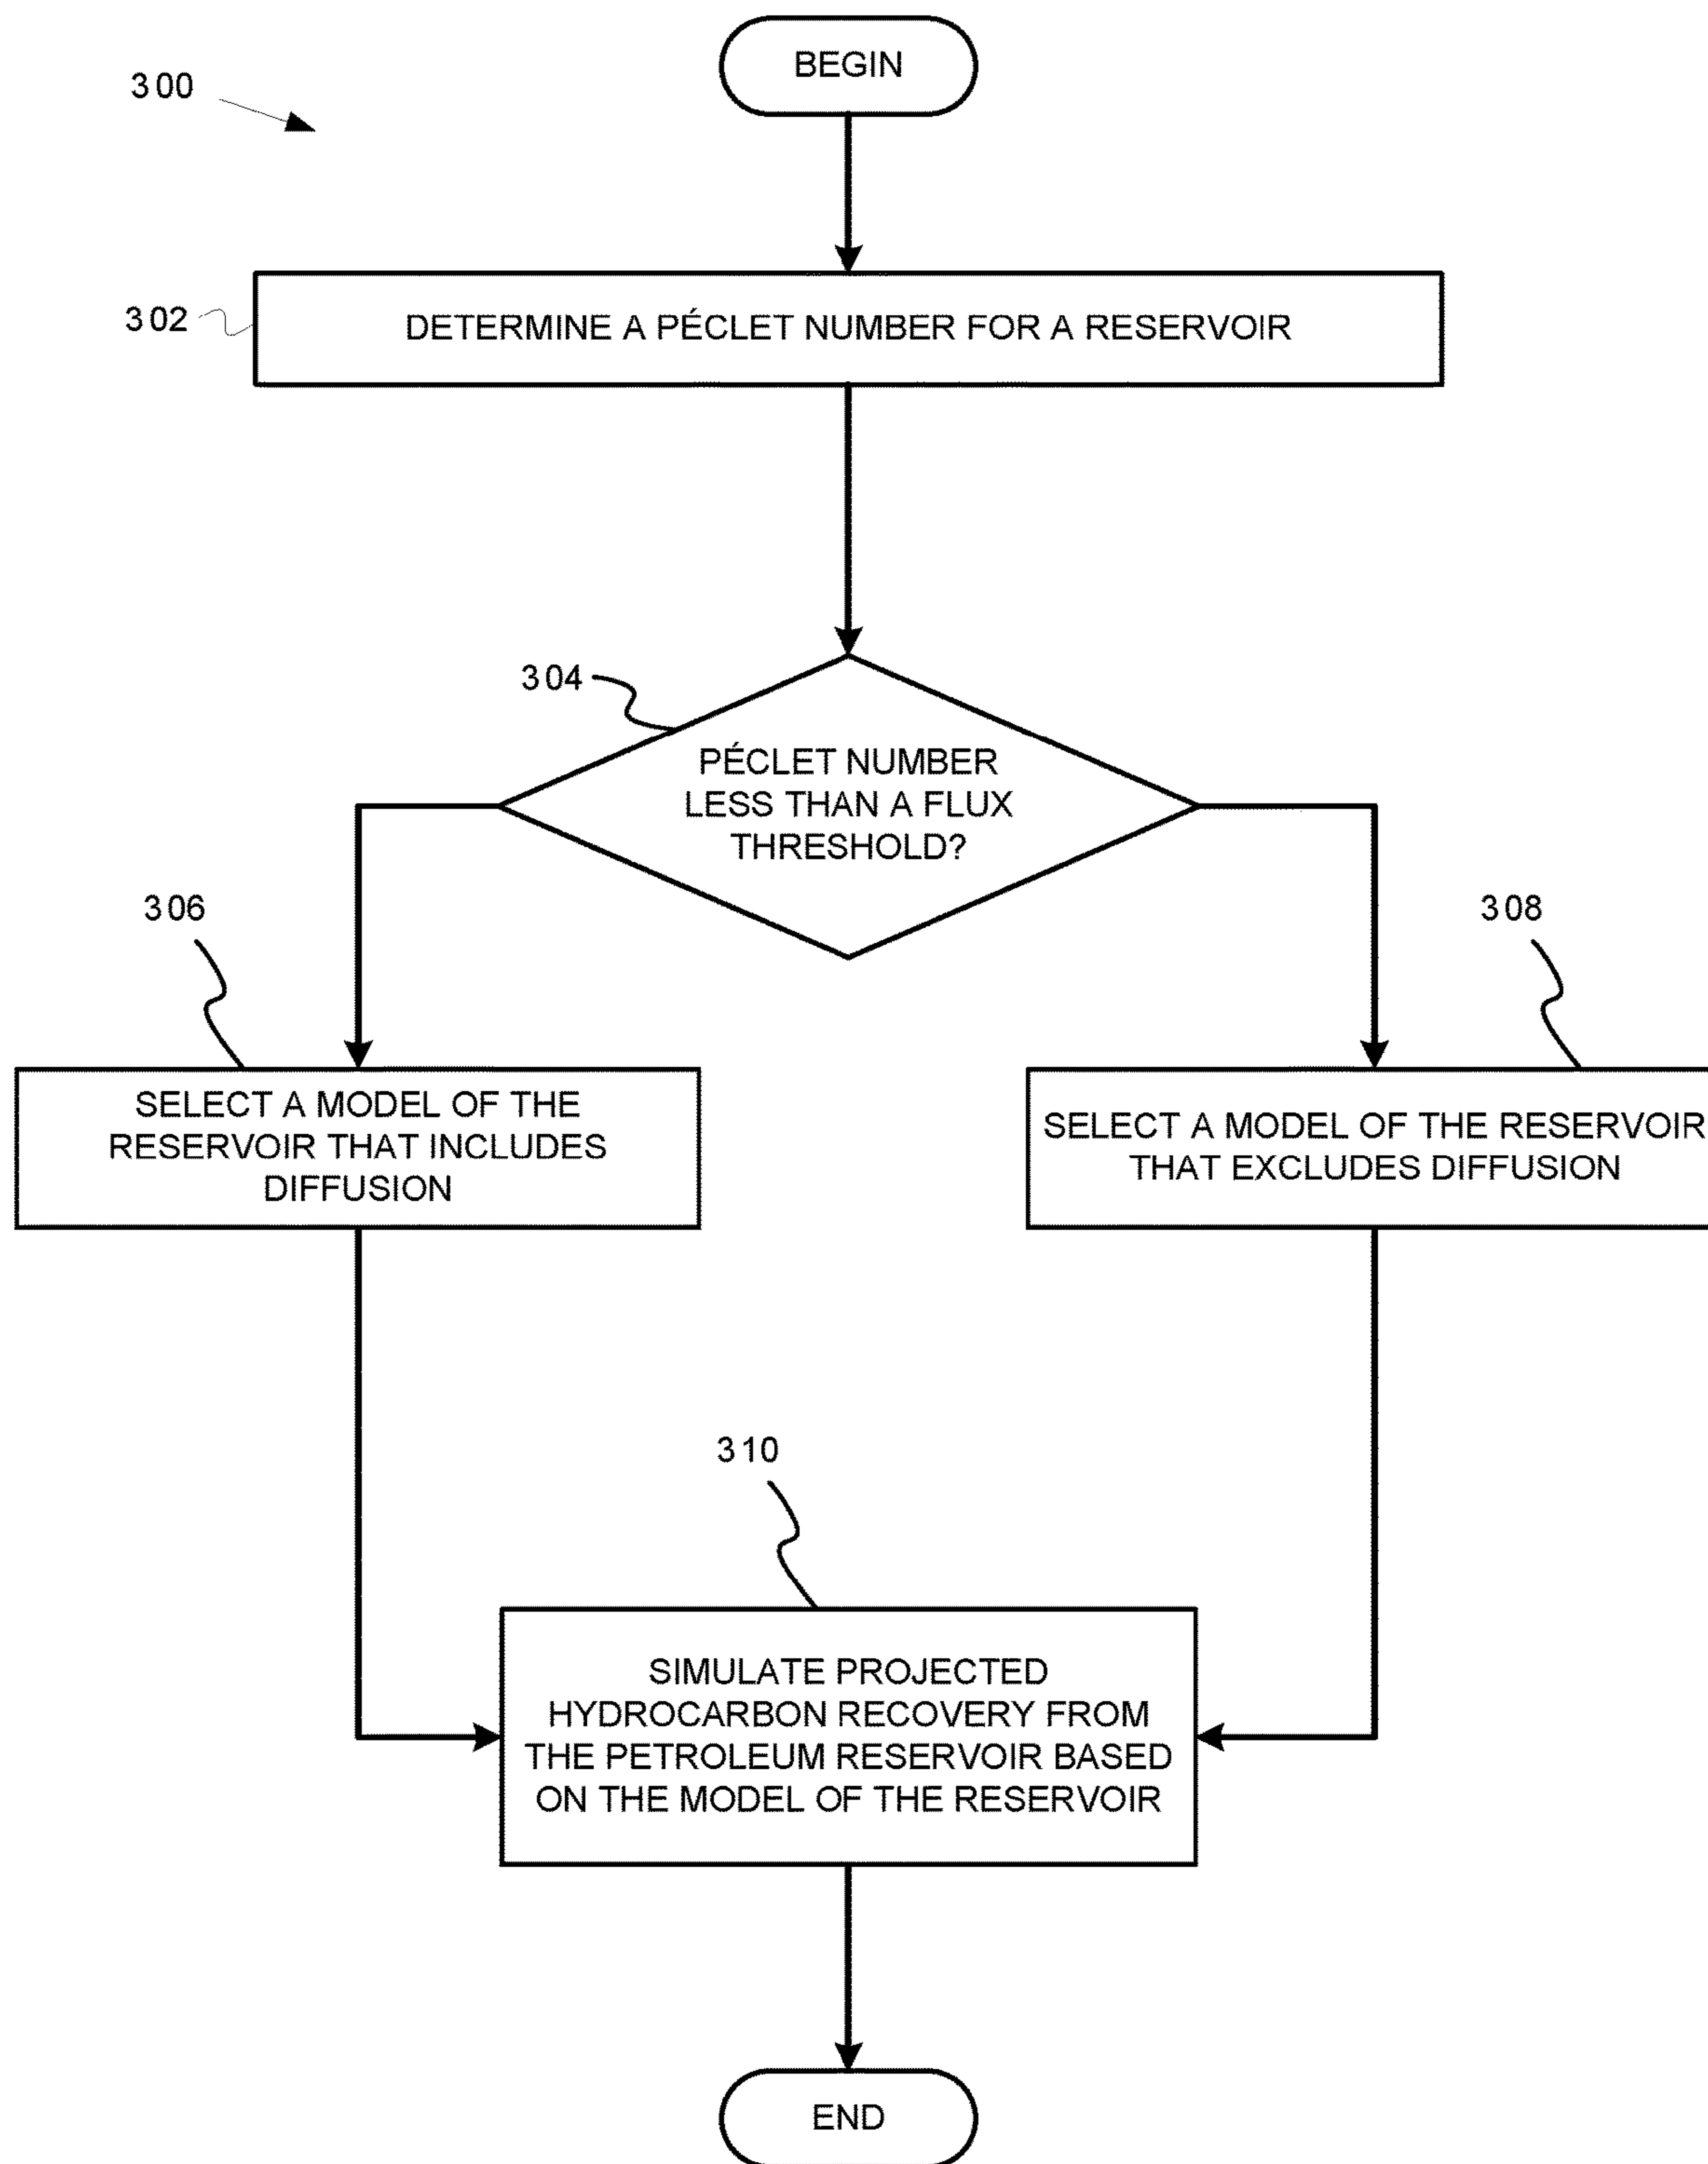 BEGIN
300
302
DETERMINE A PÉCLET NUMBER FOR A RESERVOIR
304
PÉCLET NUMBER
LESS THAN A FLUX
THRESHOLD?
306
308
SELECT A MODEL OF THE
RESERVOIR THAT INCLUDES
DIFFUSION
SELECT A MODEL OF THE RESERVOIR
THAT EXCLUDES DIFFUSION
310
SIMULATE PROJECTED
HYDROCARBON RECOVERY FROM
THE PETROLEUM RESERVOIR BASED
ON THE MODEL OF THE RESERVOIR
END